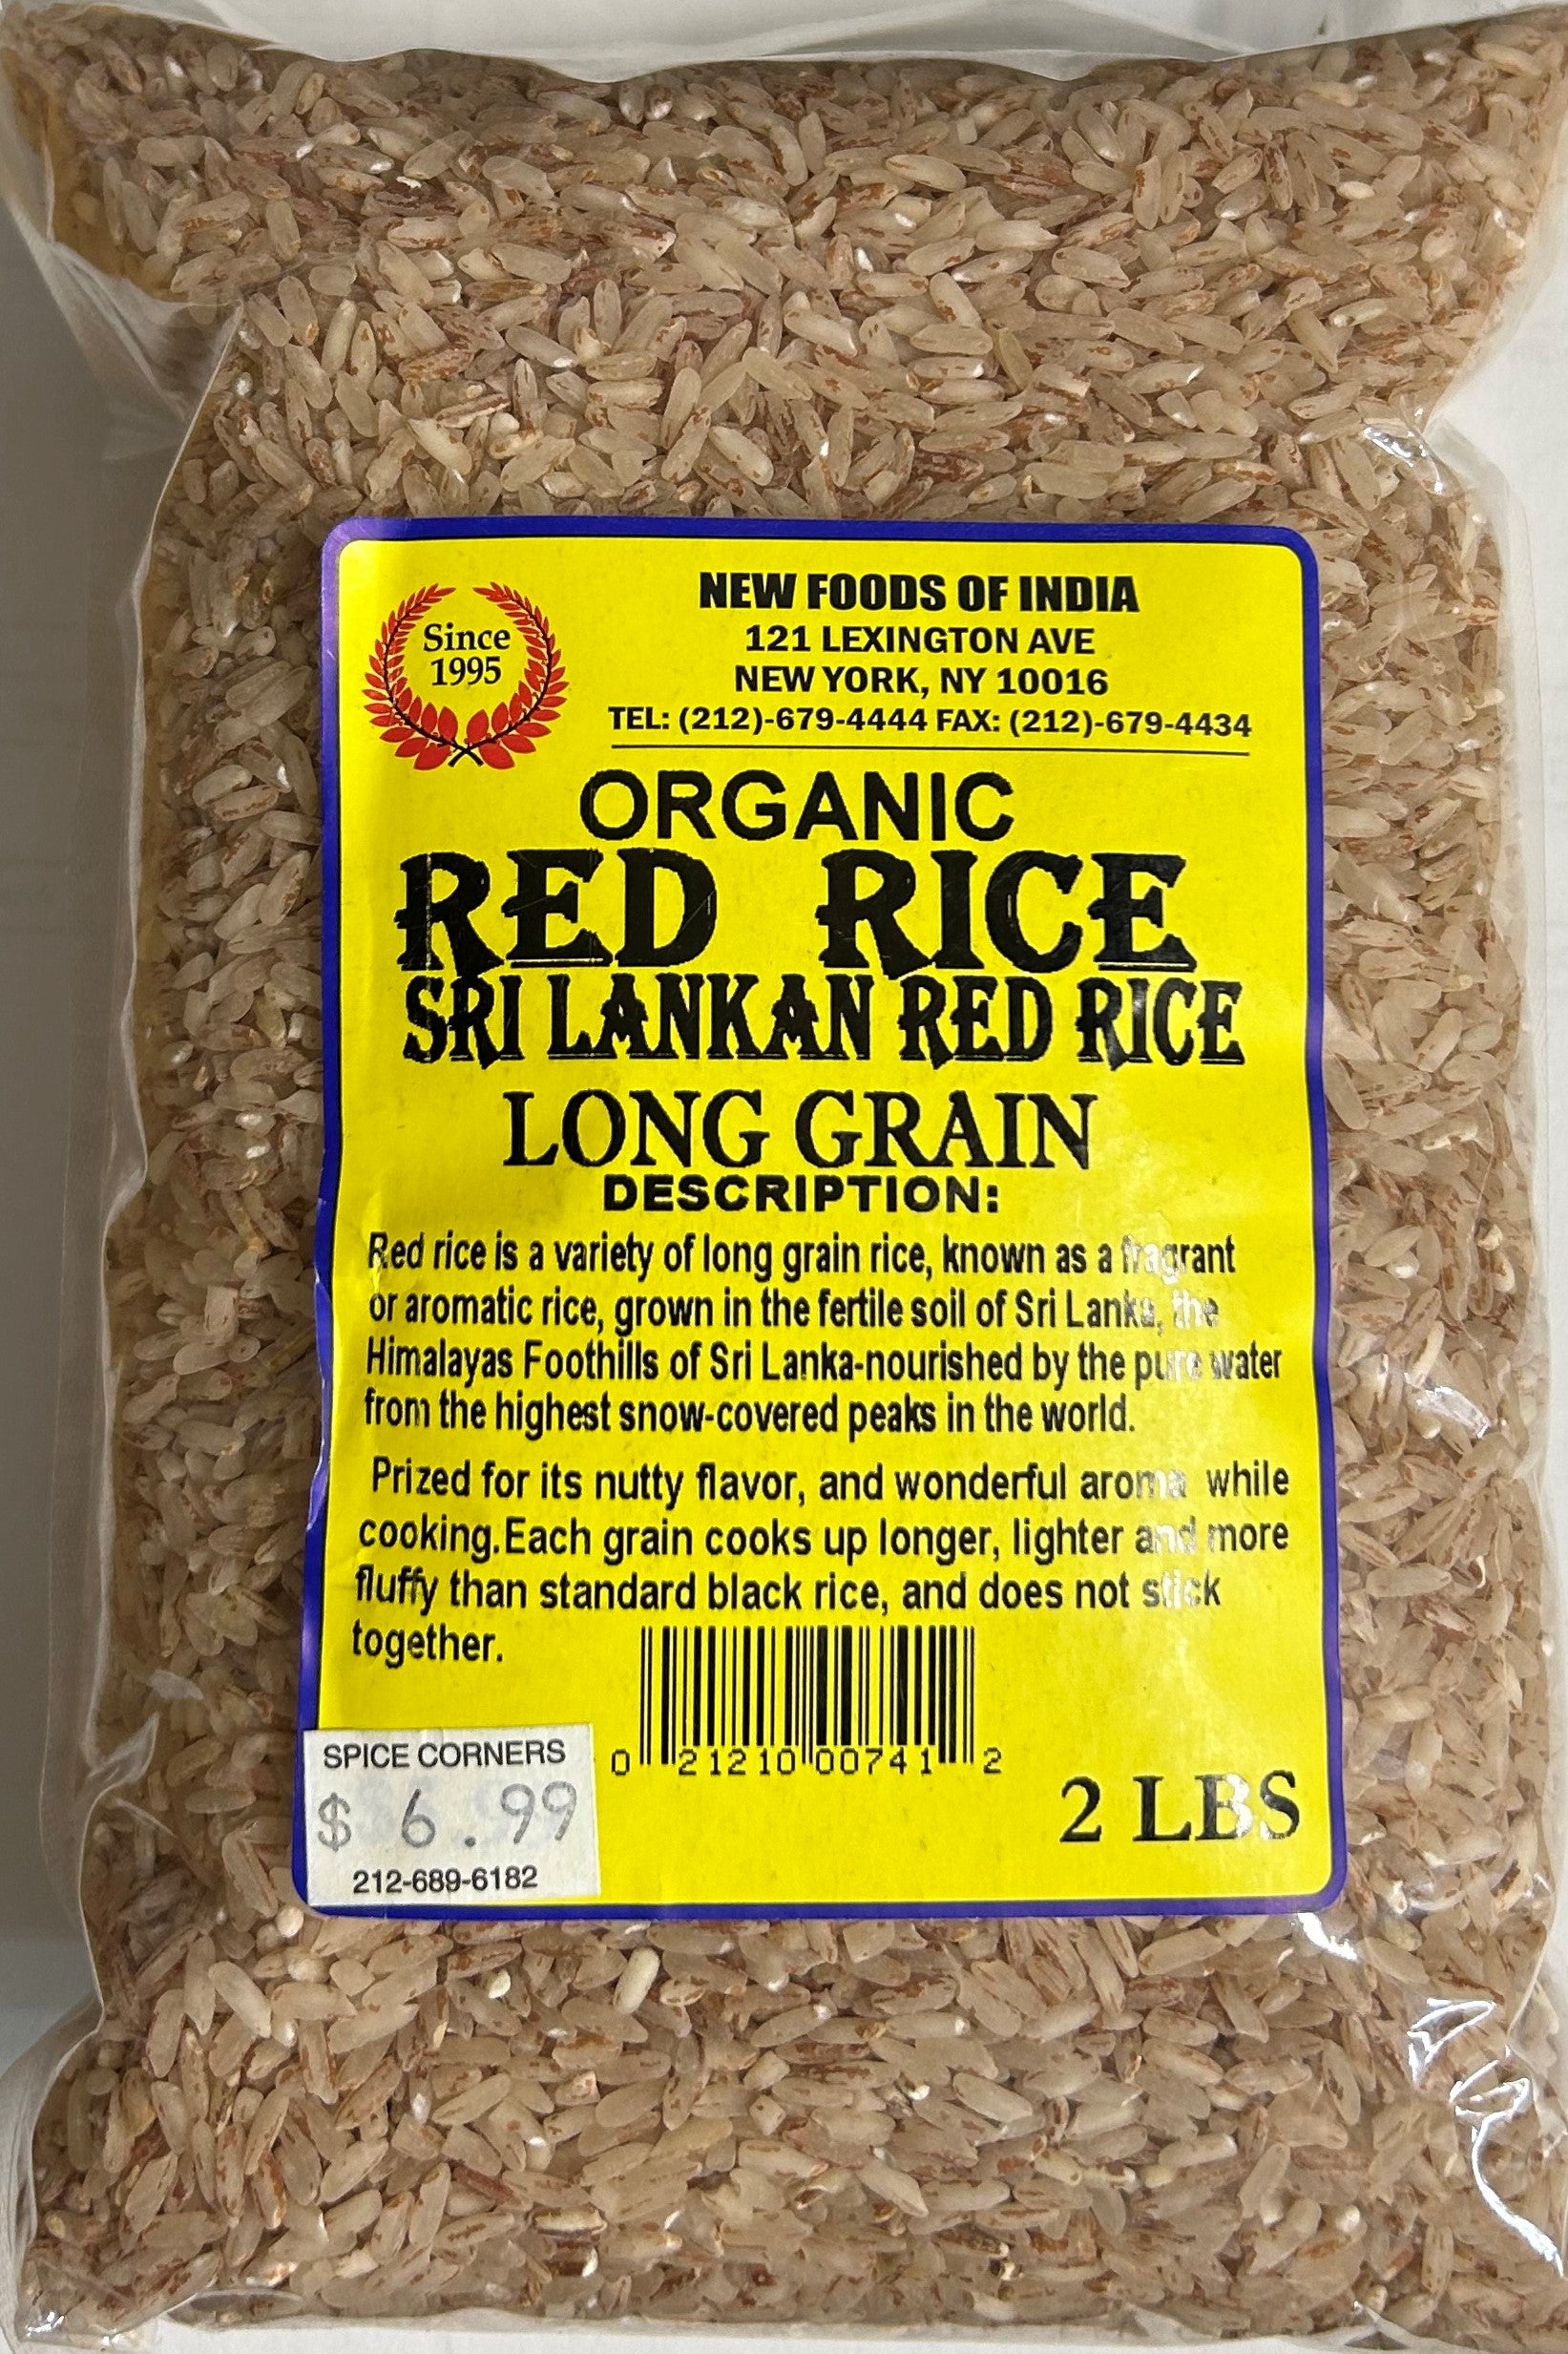 Since
1995
NEW FOODS OF INDIA
121 LEXINGTON AVE
NEW YORK, NY 10016
TEL: (212)-679-4444 FAX: (212)-679-4434
ORGANIC
RED RICE
SRI LANKAN RED RICE
LONG GRAIN
DESCRIPTION:
Red rice is a variety of long grain rice, known as a fragrant
or aromatic rice, grown in the fertile soil of Sri Lanka, the
Himalayas Foothills of Sri Lanka-nourished by the pure water
from the highest snow-covered peaks in the world.
Prized for its nutty flavor, and wonderful aroma while
cooking.Each grain cooks up longer, lighter and more
fluffy than standard black rice, and does not stick
together.
0 21210 00741 2
SPICE CORNERS
$ 6.99
212-689-6182
2 LBS